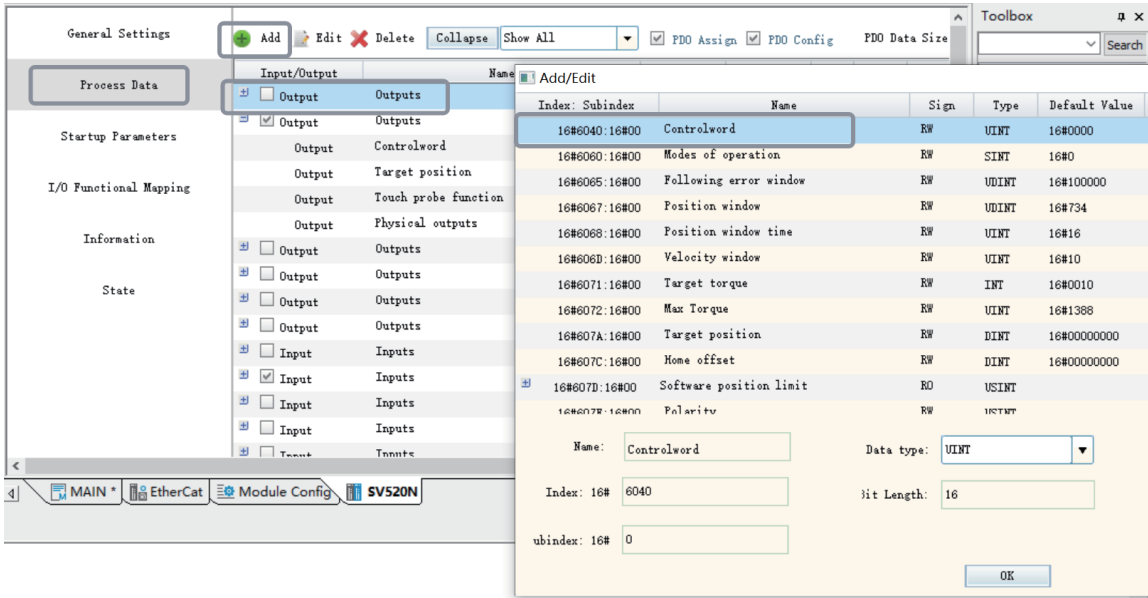 General Settings
Process Data
Startup Parameters
I/O Functional Mapping
Information
State
Add Edit Delete Collapse Show All PDO Assign PDO Config PDO Data Size
Input/Output Name
Output Outputs
Output Outputs
Output Controlword
Output Target position
Output Touch probe function
Output Physical outputs
Output Outputs
Output Outputs
Output Outputs
Output Outputs
Input Inputs
Input Inputs
Input Inputs
Input Inputs
Input Inputs
MAIN * EtherCat Module Config SV520N
Toolbox
Search
Add/Edit
Index: Subindex Name Sign Type Default Value
16#6040:16#00 Controlword RW UINT 16#0000
16#6060:16#00 Modes of operation RW SINT 16#0
16#6065:16#00 Following error window RW UDINT 16#100000
16#6067:16#00 Position window RW UDINT 16#734
16#6068:16#00 Position window time RW UINT 16#16
16#606D:16#00 Velocity window RW UINT 16#10
16#6071:16#00 Target torque RW INT 16#0010
16#6072:16#00 Max Torque RW UINT 16#1388
16#607A:16#00 Target position RW DINT 16#00000000
16#607C:16#00 Home offset RW DINT 16#00000000
16#607D:16#00 Software position limit RO USINT
16#607E:16#00 Polarity RW USINT
Name: Controlword Data type: UINT
Index: 16# 6040 Bit Length: 16
ubindex: 16# 0
OK